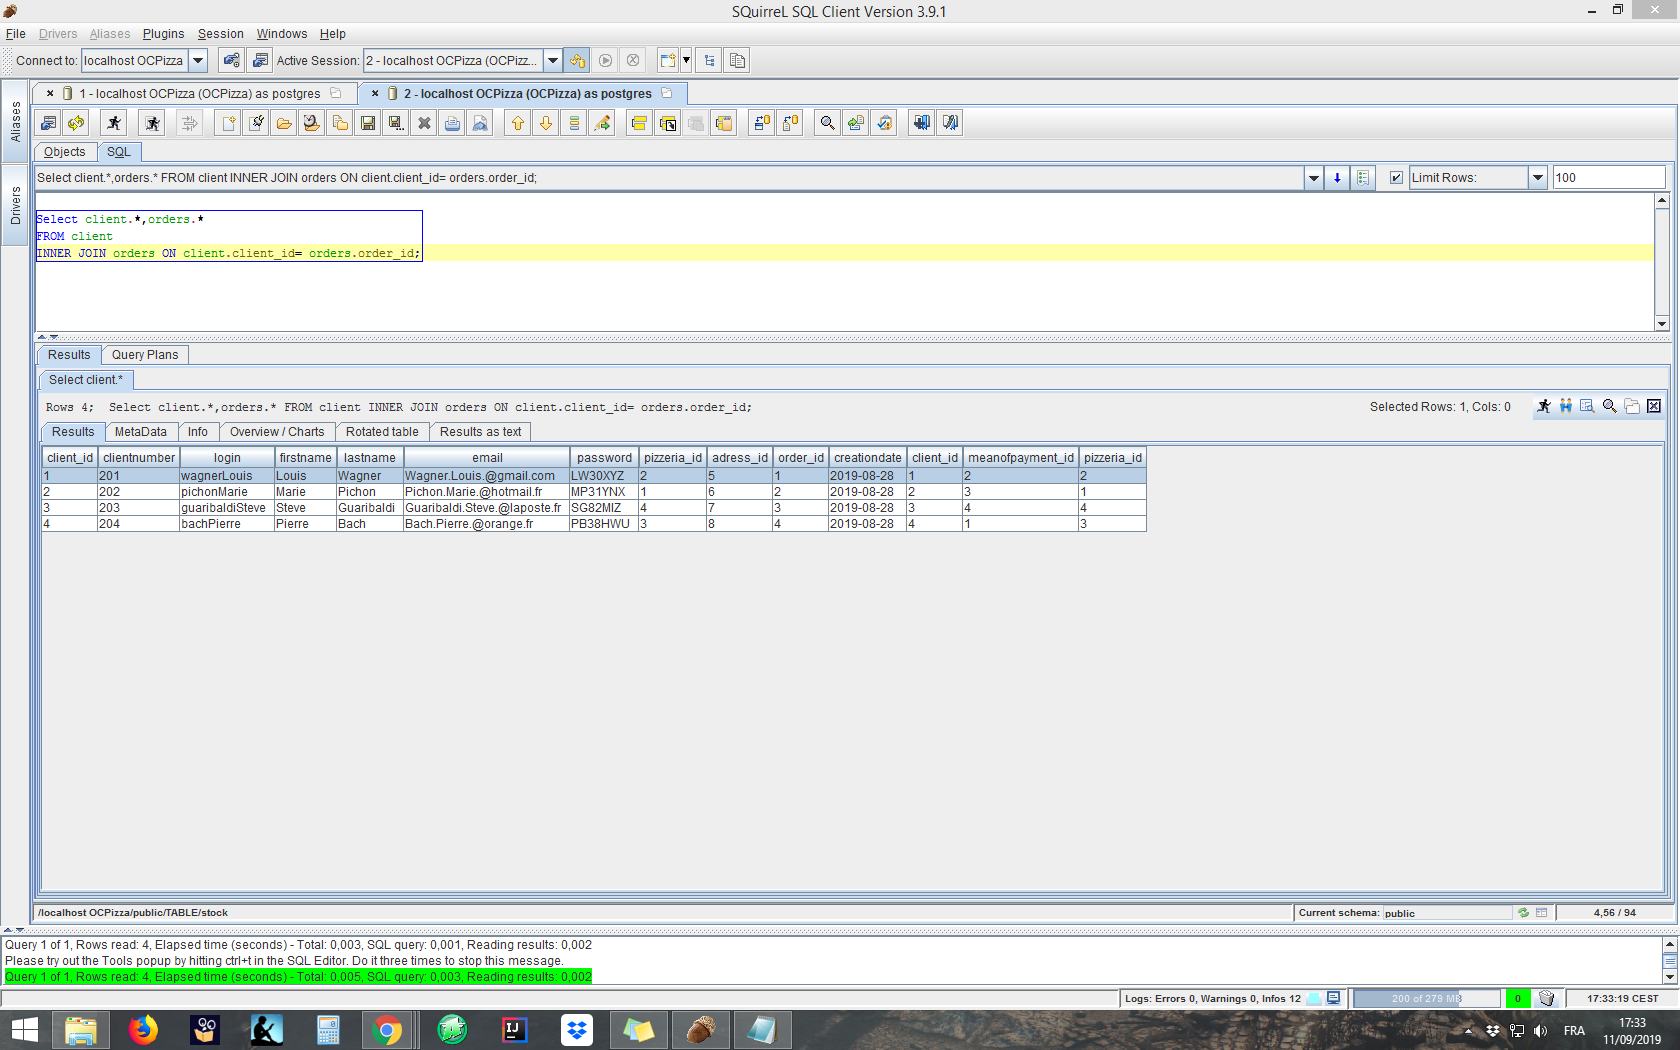 SQuirreL SQL Client Version 3.9.1
File Drivers Aliases Plugins Session Windows Help
Connect to: localhost OCPizza Active Session: 2 - localhost OCPizza (OCPizz...
Aliases
Drivers
1 - localhost OCPizza (OCPizza) as postgres 2 - localhost OCPizza (OCPizza) as postgres
Objects SQL
Select client.*,orders.* FROM client INNER JOIN orders ON client.client_id= orders.order_id; Limit Rows: 100
Select client.*,orders.*
FROM client
INNER JOIN orders ON client.client_id= orders.order_id;
Results Query Plans
Select client.*
Rows 4; Select client.*,orders.* FROM client INNER JOIN orders ON client.client_id= orders.order_id; Selected Rows: 1, Cols: 0
Results MetaData Info Overview / Charts Rotated table Results as text
client_id clientnumber login firstname lastname email password pizzeria_id adress_id order_id creationdate client_id meanofpayment_id pizzeria_id
1 201 wagnerLouis Louis Wagner Wagner.Louis.@gmail.com LW30XYZ 2 5 1 2019-08-28 1 2 2
2 202 pichonMarie Marie Pichon Pichon.Marie.@hotmail.fr MP31YNX 1 6 2 2019-08-28 2 3 1
3 203 guaribaldiSteve Steve Guaribaldi Guaribaldi.Steve.@laposte.fr SG82MIZ 4 7 3 2019-08-28 3 4 4
4 204 bachPierre Pierre Bach Bach.Pierre.@orange.fr PB38HWU 3 8 4 2019-08-28 4 1 3
/localhost OCPizza/public/TABLE/stock Current schema: public 4,56 / 94
Query 1 of 1, Rows read: 4, Elapsed time (seconds) - Total: 0,003, SQL query: 0,001, Reading results: 0,002
Please try out the Tools popup by hitting ctrl+t in the SQL Editor. Do it three times to stop this message.
Query 1 of 1, Rows read: 4, Elapsed time (seconds) - Total: 0,005, SQL query: 0,003, Reading results: 0,002
Logs: Errors 0, Warnings 0, Infos 12 200 of 279 MB 0 17:33:19 CEST
IJ FRA 17:33
11/09/2019